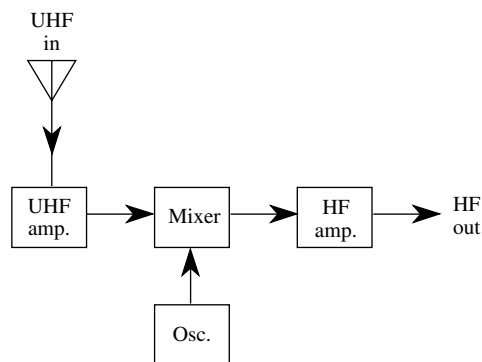 UHF
in
UHF
amp.
Mixer
HF
amp.
HF
out
Osc.